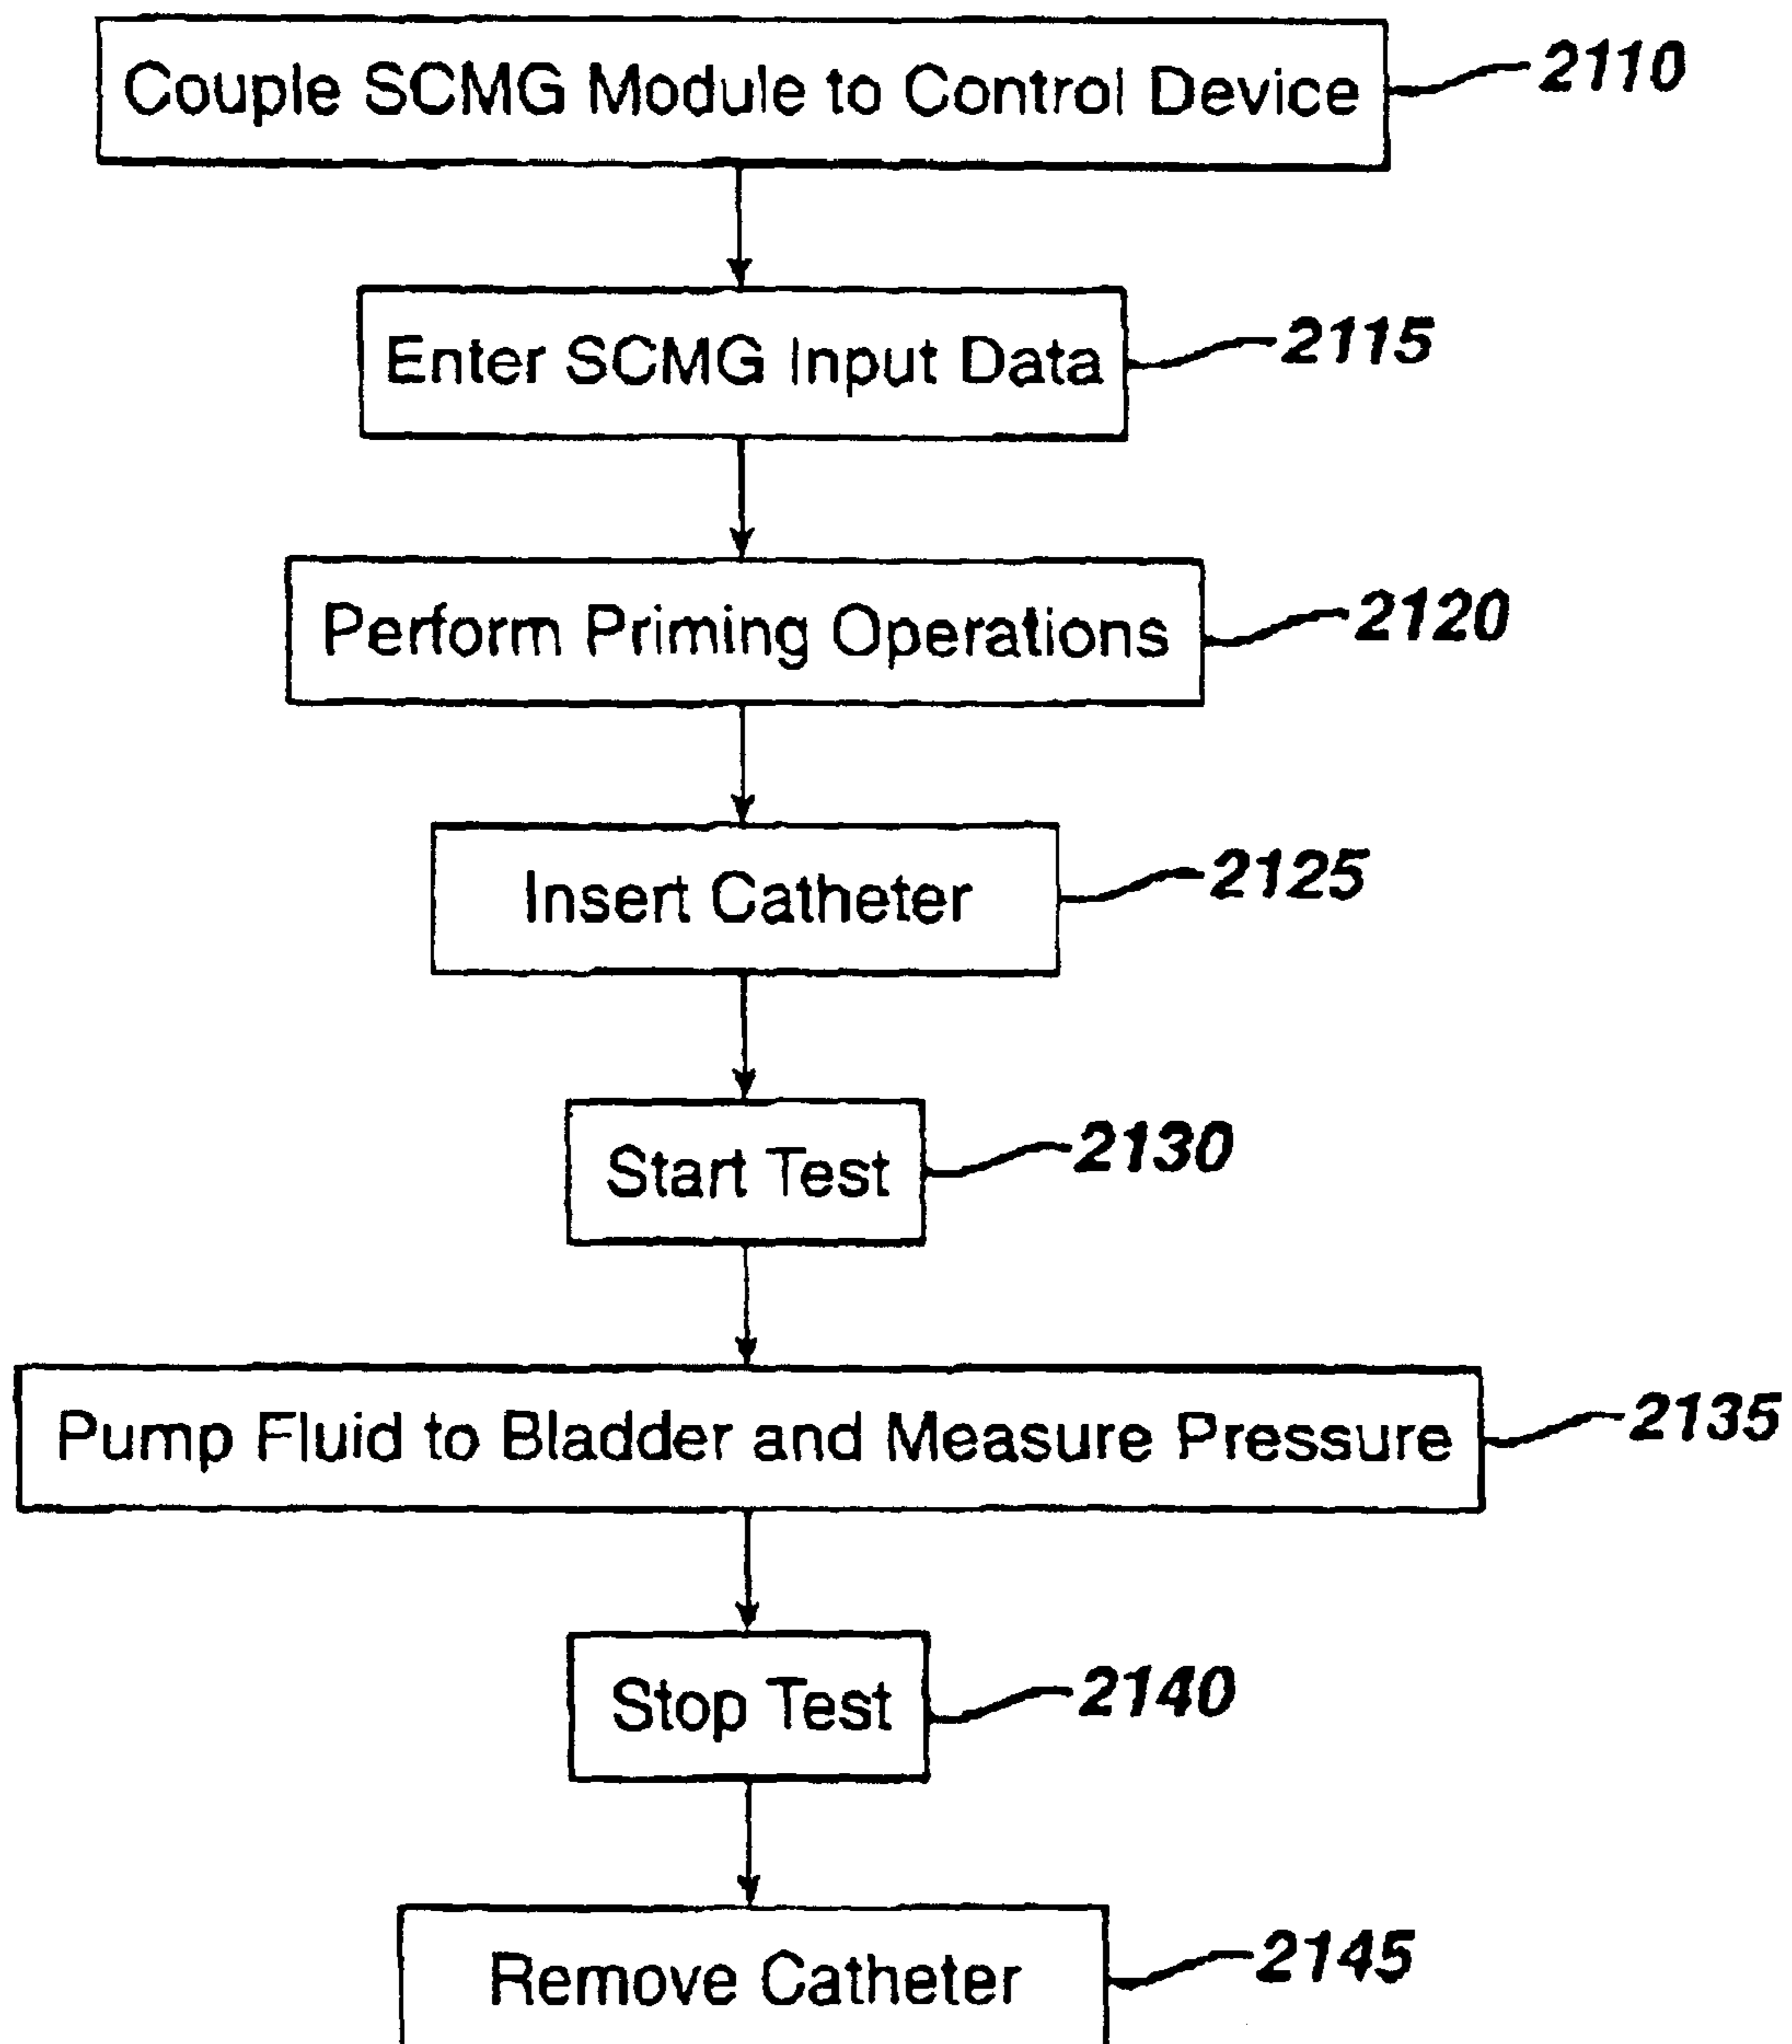 Couple SCMG Module to Control Device 2110
Enter SCMG Input Data 2115
Perform Priming Operations 2120
Insert Catheter 2125
Start Test 2130
Pump Fluid to Bladder and Measure Pressure 2135
Stop Test 2140
Remove Catheter 2145